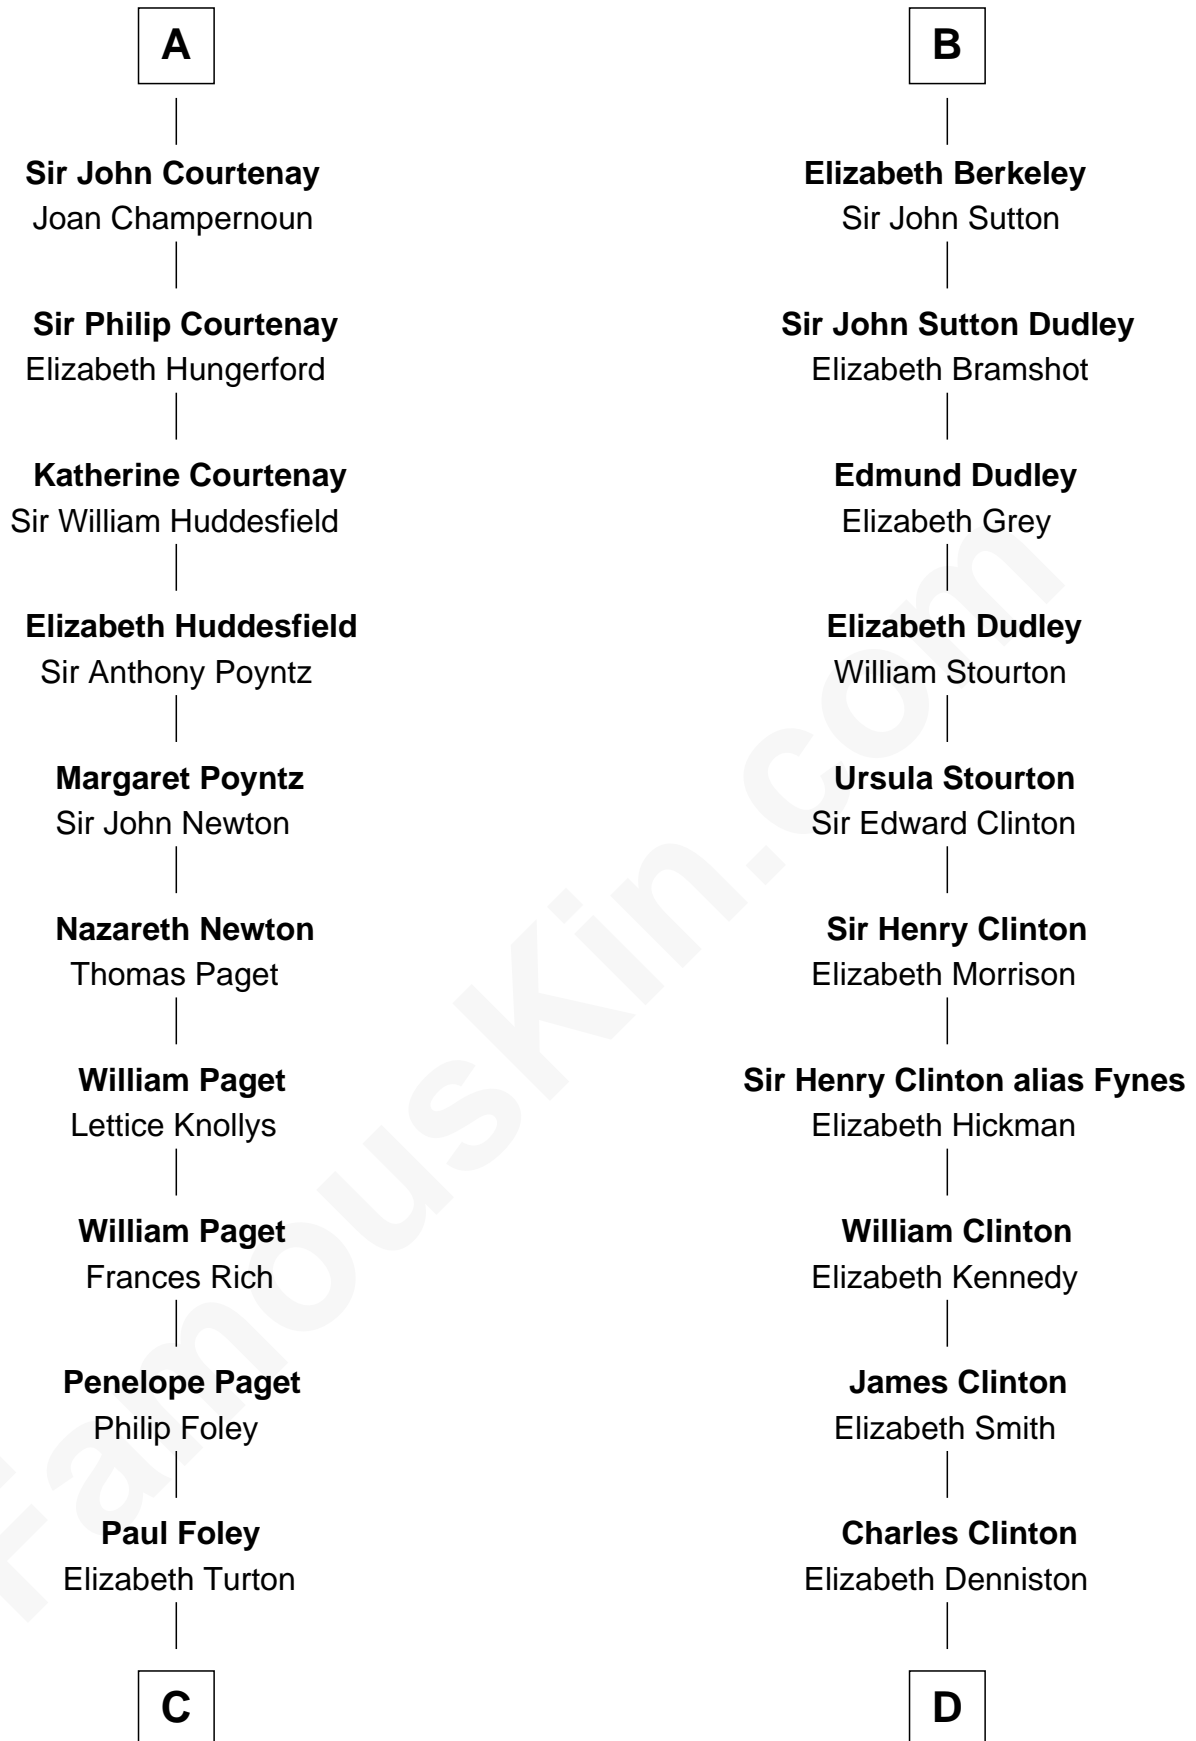 A
Sir John Courtenay
Joan Champernoun
Sir Philip Courtenay
Elizabeth Hungerford
Katherine Courtenay
Sir William Huddesfield
Elizabeth Huddesfield
Sir Anthony Poyntz
Margaret Poyntz
Sir John Newton
Nazareth Newton
Thomas Paget
William Paget
Lettice Knollys
William Paget
Frances Rich
Penelope Paget
Philip Foley
Paul Foley
Elizabeth Turton
C
B
Elizabeth Berkeley
Sir John Sutton
Sir John Sutton Dudley
Elizabeth Bramshot
Edmund Dudley
Elizabeth Grey
Elizabeth Dudley
William Stourton
Ursula Stourton
Sir Edward Clinton
Sir Henry Clinton
Elizabeth Morrison
Sir Henry Clinton alias Fynes
Elizabeth Hickman
William Clinton
Elizabeth Kennedy
James Clinton
Elizabeth Smith
Charles Clinton
Elizabeth Denniston
D
FamousKin.com